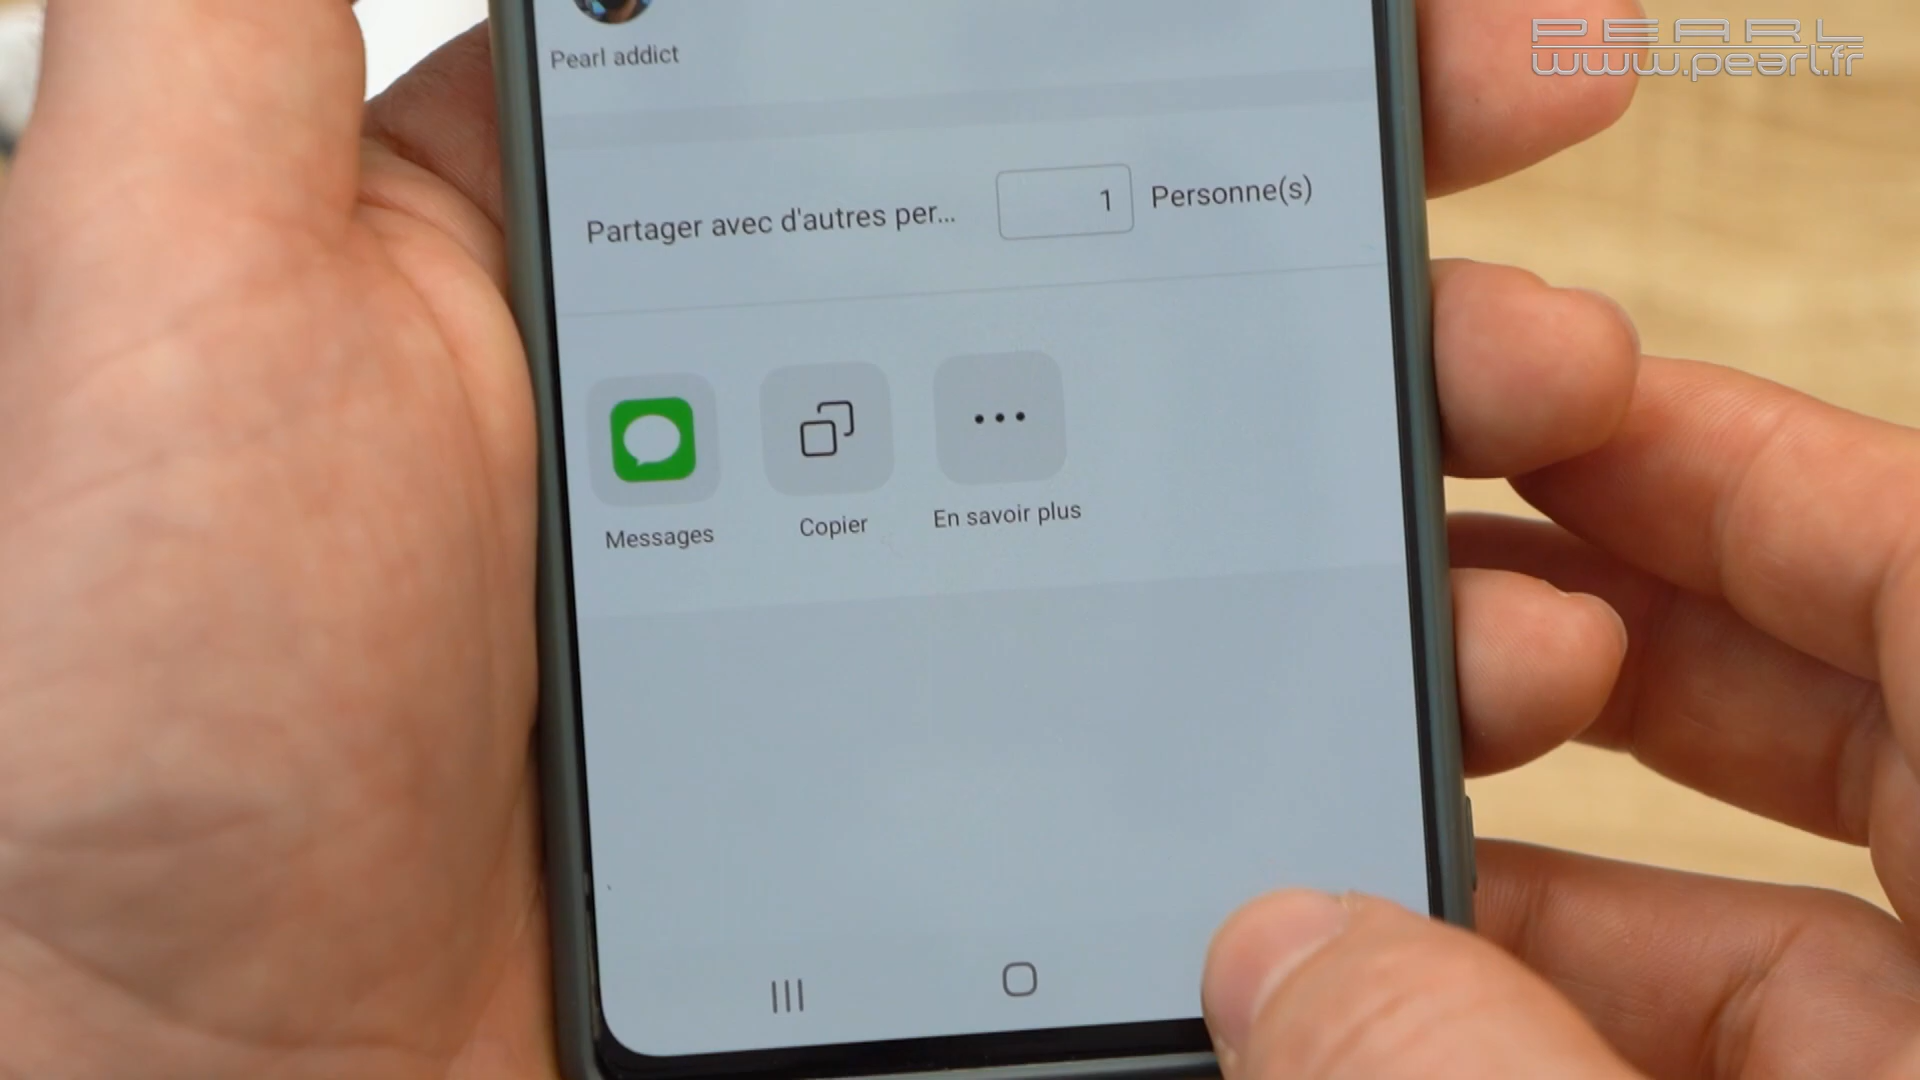 PEARL
www.pearl.fr
Pearl addict
Partager avec d'autres per... 1 Personne(s)
Messages Copier En savoir plus